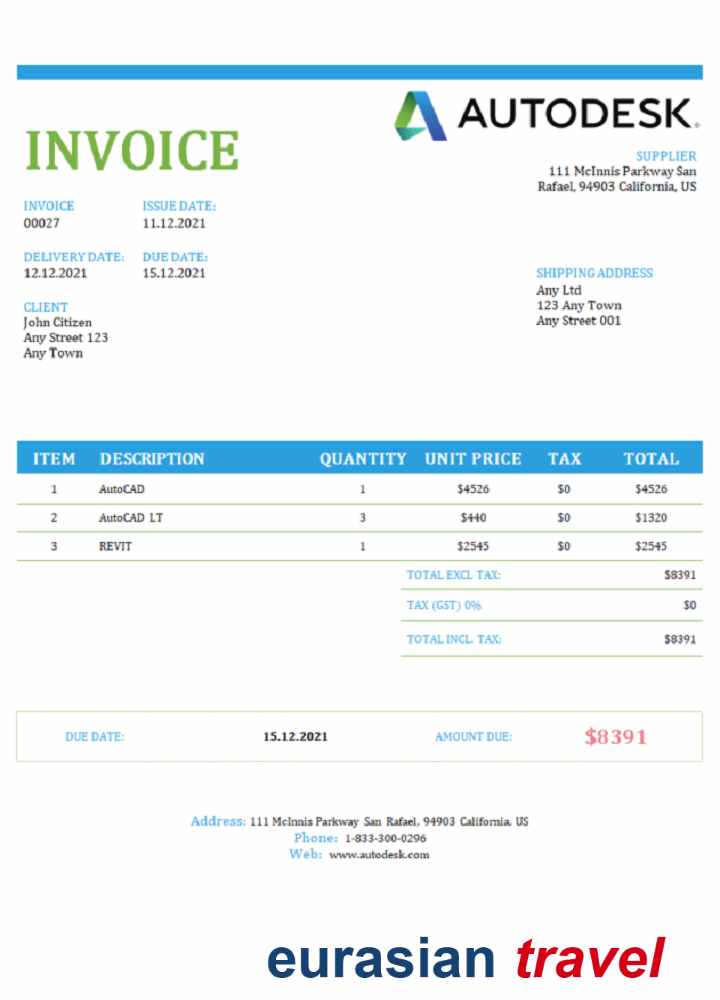 AUTODESK.
INVOICE
SUPPLIER
111 McInnis Parkway San
Rafael, 94903 California, US
INVOICE ISSUE DATE:
00027 11.12.2021
DELIVERY DATE: DUE DATE:
12.12.2021 15.12.2021
SHIPPING ADDRESS
Any Ltd
123 Any Town
Any Street 001
CLIENT
John Citizen
Any Street 123
Any Town
ITEM DESCRIPTION QUANTITY UNIT PRICE TAX TOTAL
1 AutoCAD 1 $4526 $0 $4526
2 AutoCAD LT 3 $440 $0 $1320
3 REVIT 1 $2545 $0 $2545
TOTAL EXCL. TAX: $8391
TAX (GST) 0% $0
TOTAL INCL. TAX: $8391
DUE DATE: 15.12.2021 AMOUNT DUE: $8391
Address: 111 McInnis Parkway San Rafael, 94903 California, US
Phone: 1-833-300-0296
Web: www.autodesk.com
eurasian travel